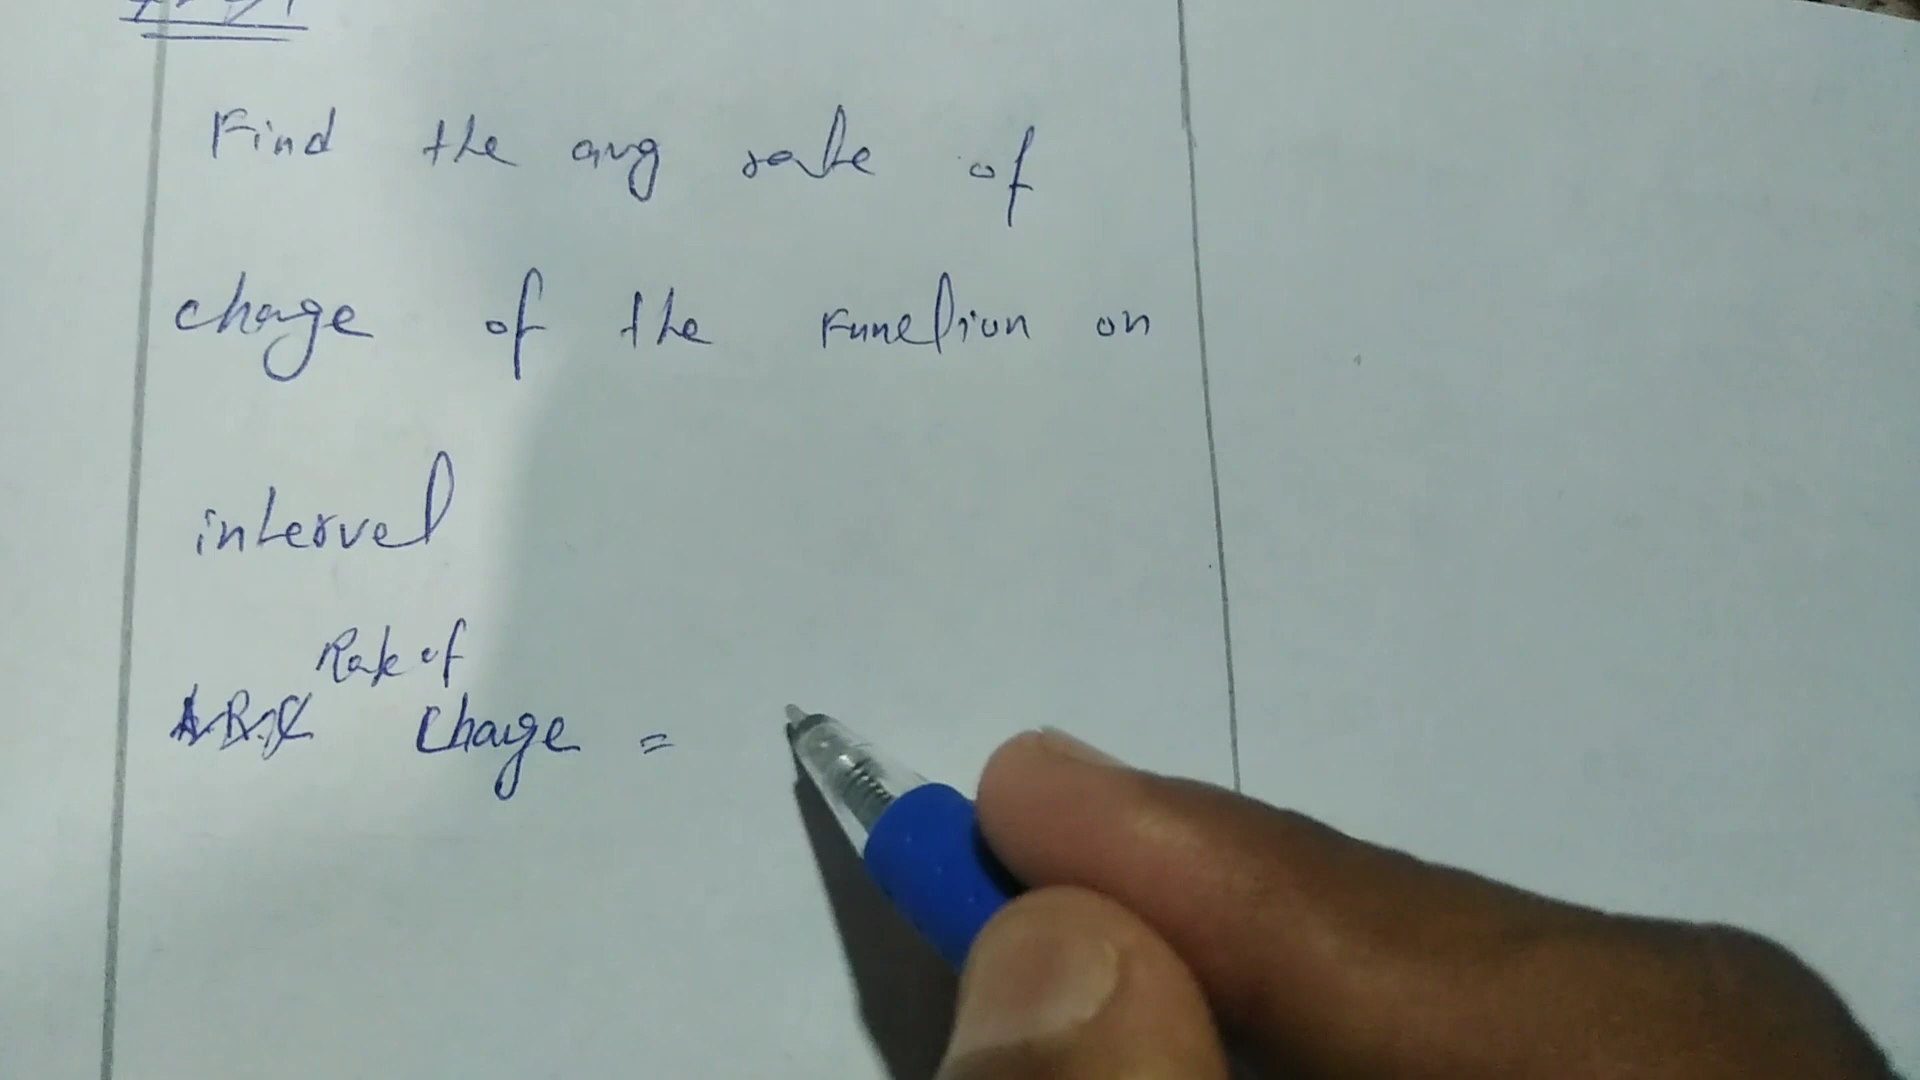 Find the avg rate of
change of the Function on
interval
Rate of
Change =